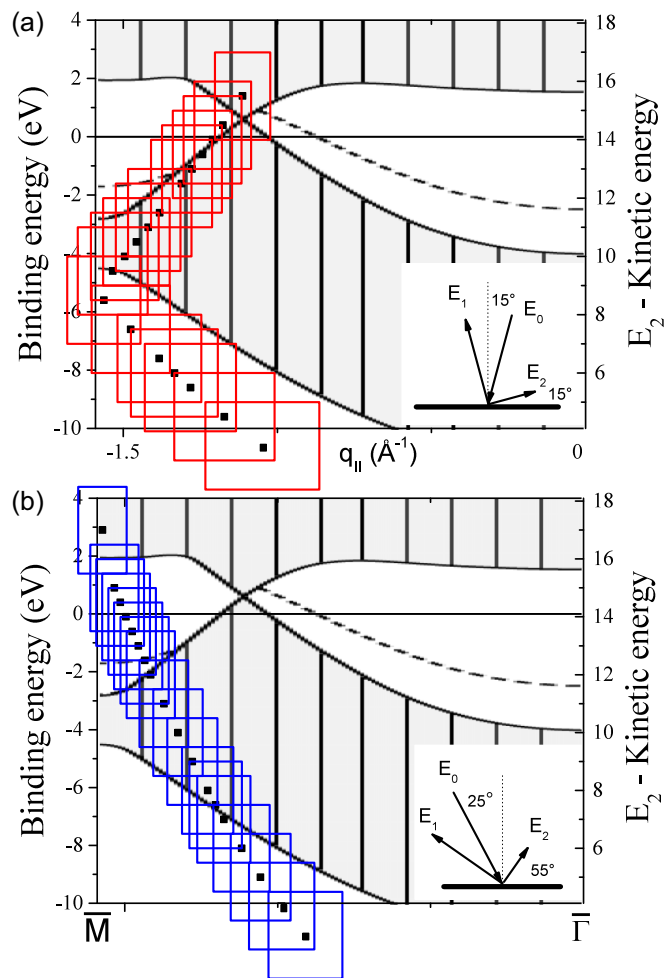 (a)
Binding energy (eV)
4
2
0
-2
-4
-6
-8
-10
18
16
14
12
10
8
6
E2 - Kinetic energy
E1
15°
E0
E2
15°
-1.5
q|| (Å-1)
0
(b)
Binding energy (eV)
4
2
0
-2
-4
-6
-8
-10
18
16
14
12
10
8
6
E2 - Kinetic energy
E0
25°
E1
E2
55°
M̅
Γ̅